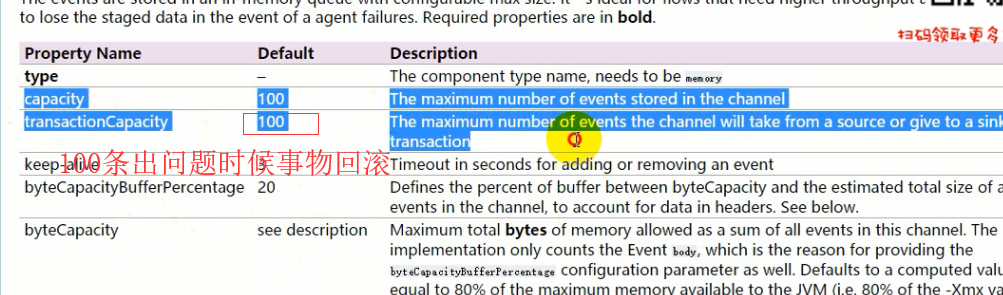 The events are stored in an in-memory queue with configurable max size. It's ideal for flows that need higher throughput
to lose the staged data in the event of a agent failures. Required properties are in bold.
扫码领取更多
Property Name Default Description
type – The component type name, needs to be memory
capacity 100 The maximum number of events stored in the channel
transactionCapacity 100 The maximum number of events the channel will take from a source or give to a sink
transaction
keep-alive 3 Timeout in seconds for adding or removing an event
100条出问题时候事物回滚
byteCapacityBufferPercentage 20 Defines the percent of buffer between byteCapacity and the estimated total size of a
events in the channel, to account for data in headers. See below.
byteCapacity see description Maximum total bytes of memory allowed as a sum of all events in this channel. The
implementation only counts the Event body, which is the reason for providing the
byteCapacityBufferPercentage configuration parameter as well. Defaults to a computed valu
equal to 80% of the maximum memory available to the JVM (i.e. 80% of the -Xmx va